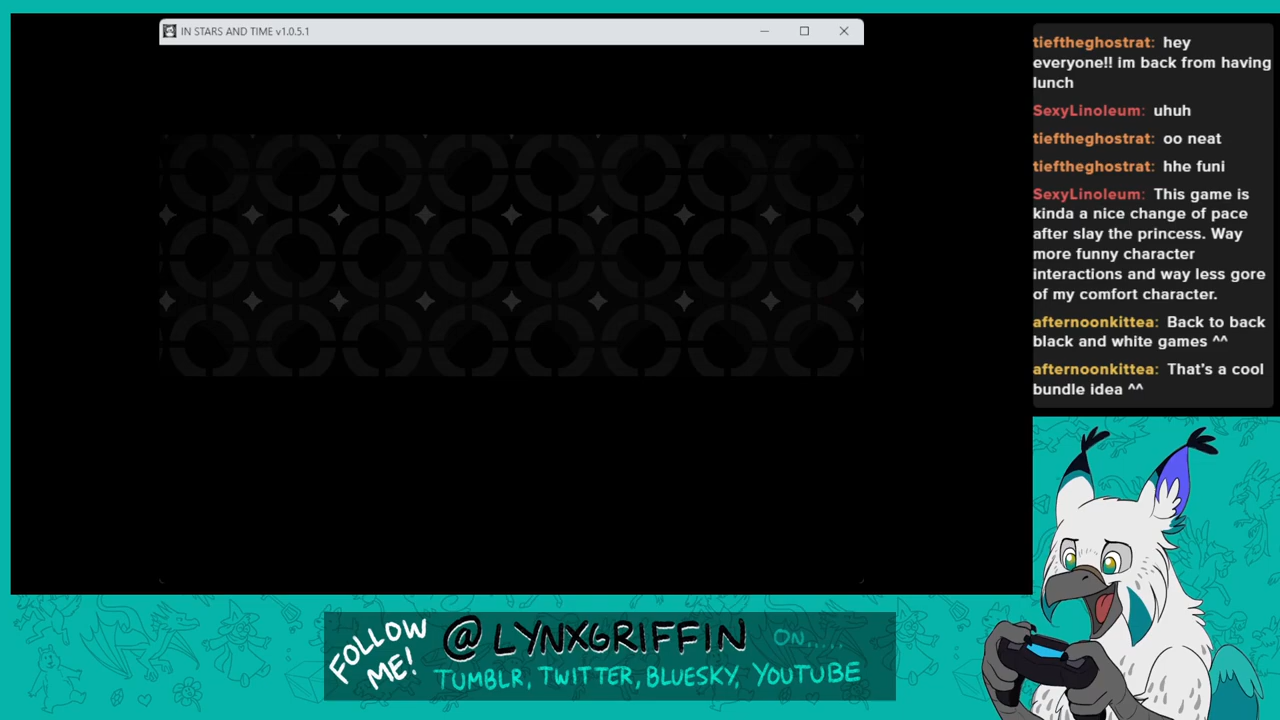 IN STARS AND TIME v1.0.5.1
tieftheghostrat: hey
everyone!! im back from having
lunch
SexyLinoleum: uhuh
tieftheghostrat: oo neat
tieftheghostrat: hhe funi
SexyLinoleum: This game is
kinda a nice change of pace
after slay the princess. Way
more funny character
interactions and way less gore
of my comfort character.
afternoonkittea: Back to back
black and white games ^^
afternoonkittea: That's a cool
bundle idea ^^
FOLLOW
ME!
@LYNXGRIFFIN ON.....
TUMBLR, TWITTER, BLUESKY, YOUTUBE